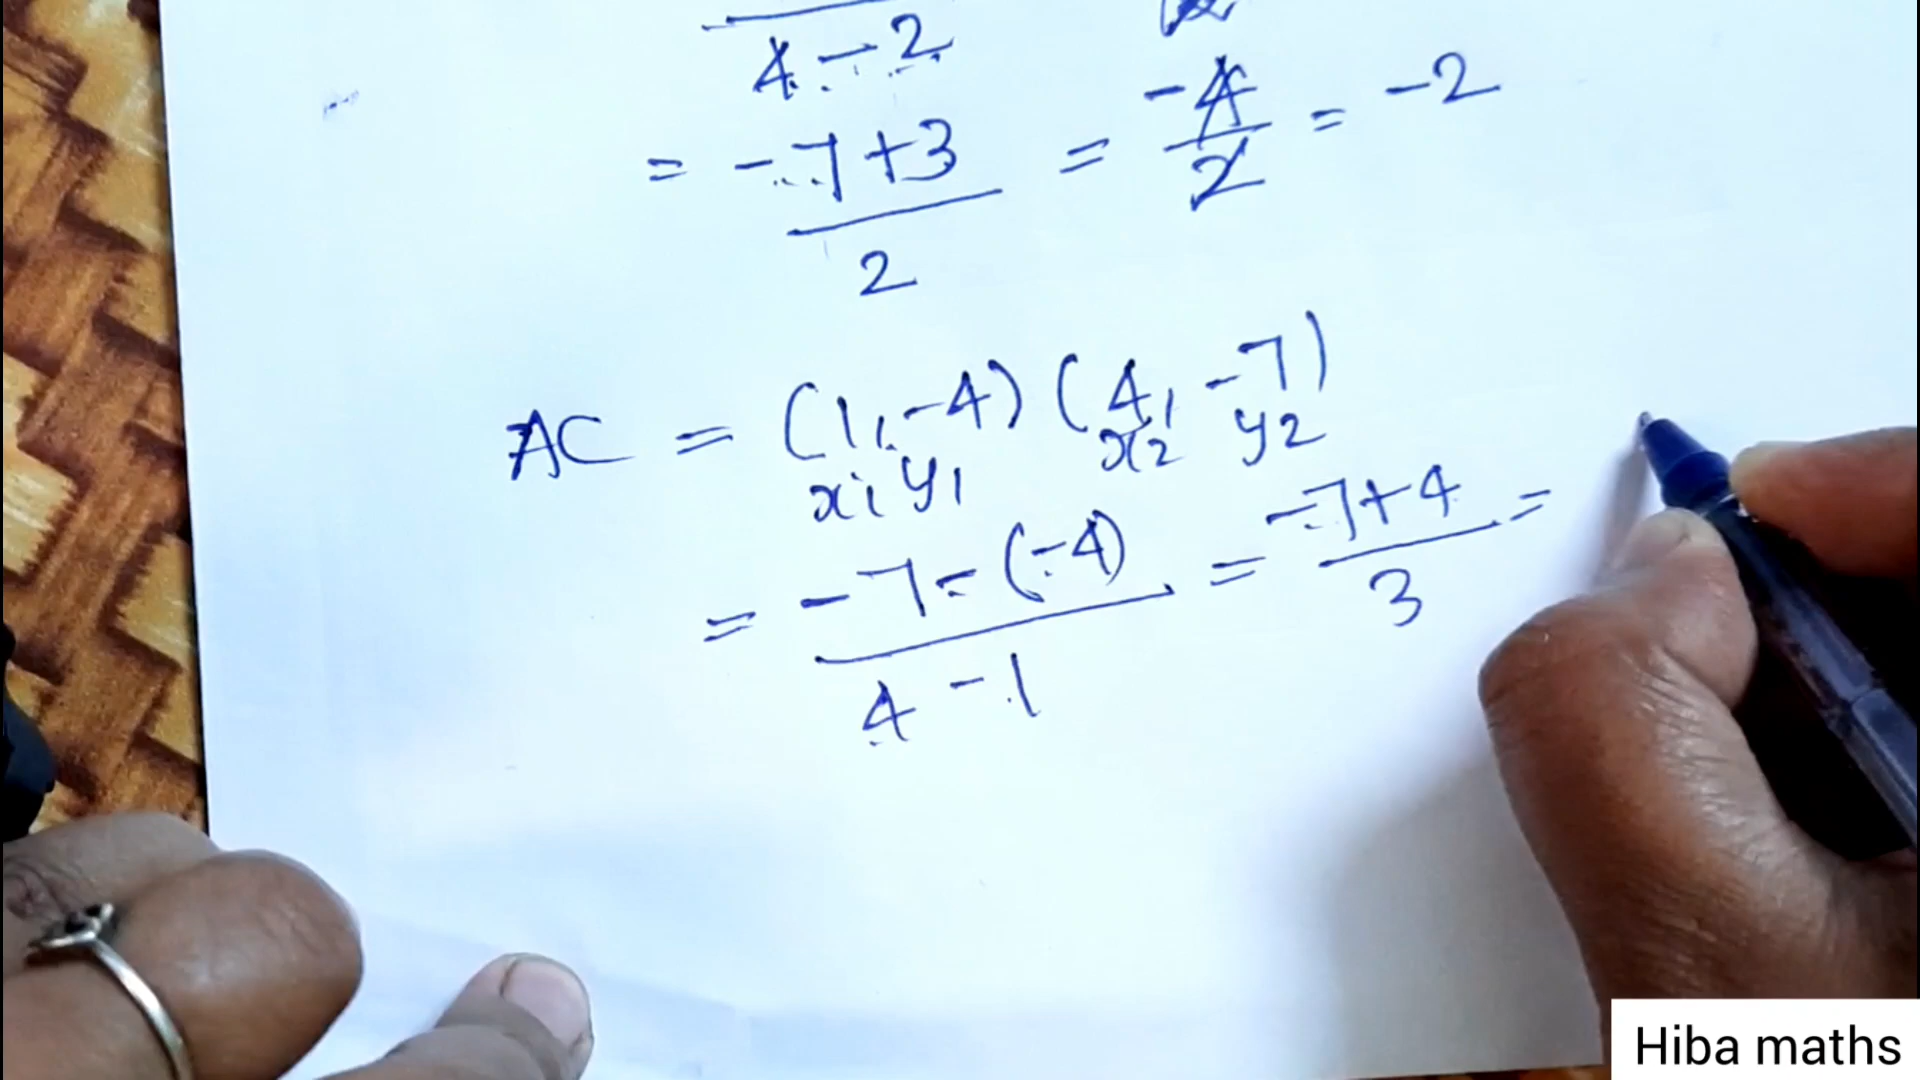 4-2
= -7+3 / 2 = -4/2 = -2
AC = (1,-4) (4, -7)
x1 y1 x2 y2
= -7-(-4) / 4-1 = -7+4 / 3 =
Hiba maths